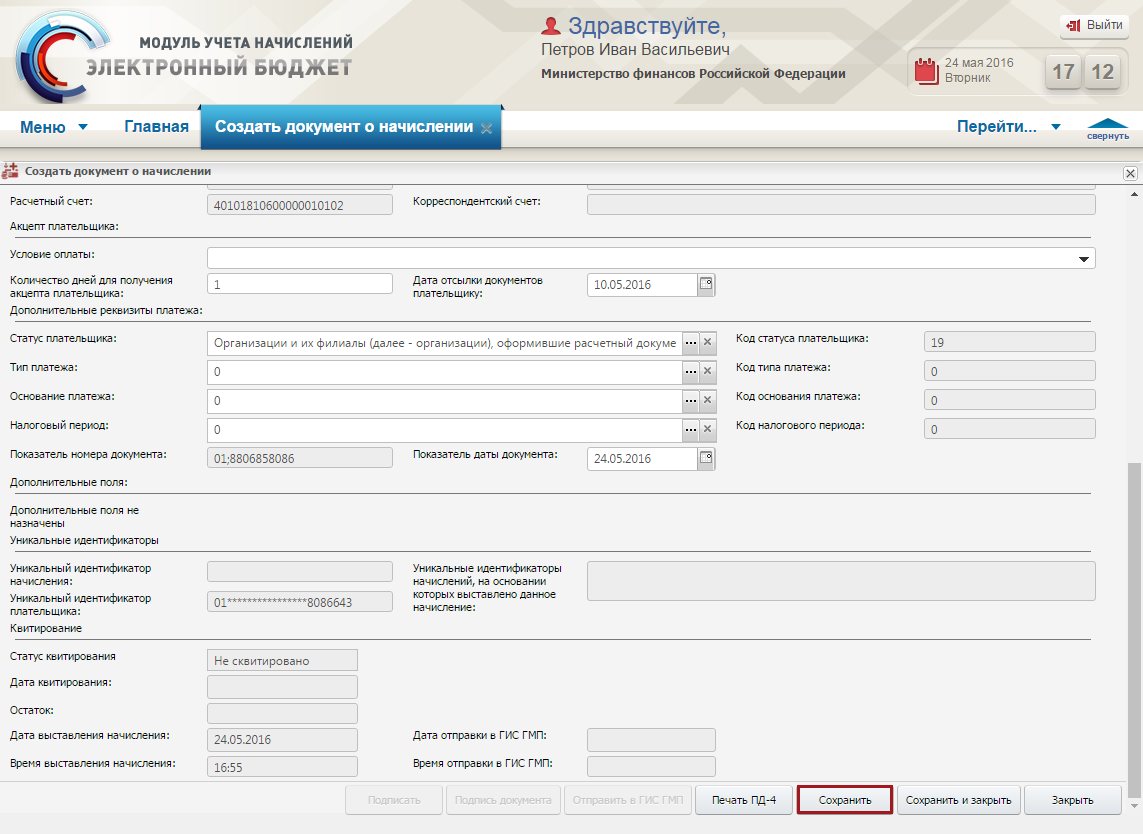 МОДУЛЬ УЧЕТА НАЧИСЛЕНИЙ
ЭЛЕКТРОННЫЙ БЮДЖЕТ
Здравствуйте,
Петров Иван Васильевич
Министерство финансов Российской Федерации
Выйти
24 мая 2016
Вторник
17 12
Меню Главная Создать документ о начислении Перейти... свернуть
Создать документ о начислении
Расчетный счет: 40101810600000010102 Корреспондентский счет:
Акцепт плательщика:
Условие оплаты:
Количество дней для получения
акцепта плательщика: 1 Дата отсылки документов
плательщику: 10.05.2016
Дополнительные реквизиты платежа:
Статус плательщика: Организации и их филиалы (далее - организации), оформившие расчетный докуме Код статуса плательщика: 19
Тип платежа: 0 Код типа платежа: 0
Основание платежа: 0 Код основания платежа: 0
Налоговый период: 0 Код налогового периода: 0
Показатель номера документа: 01;8806858086 Показатель даты документа: 24.05.2016
Дополнительные поля:
Дополнительные поля не
назначены
Уникальные идентификаторы
Уникальный идентификатор
начисления:
Уникальные идентификаторы
начислений, на основании
которых выставлено данное
начисление:
Уникальный идентификатор
плательщика: 01****************8086643
Квитирование
Статус квитирования Не сквитировано
Дата квитирования:
Остаток:
Дата выставления начисления: 24.05.2016 Дата отправки в ГИС ГМП:
Время выставления начисления: 16:55 Время отправки в ГИС ГМП:
Подписать Подпись документа Отправить в ГИС ГМП Печать ПД-4 Сохранить Сохранить и закрыть Закрыть